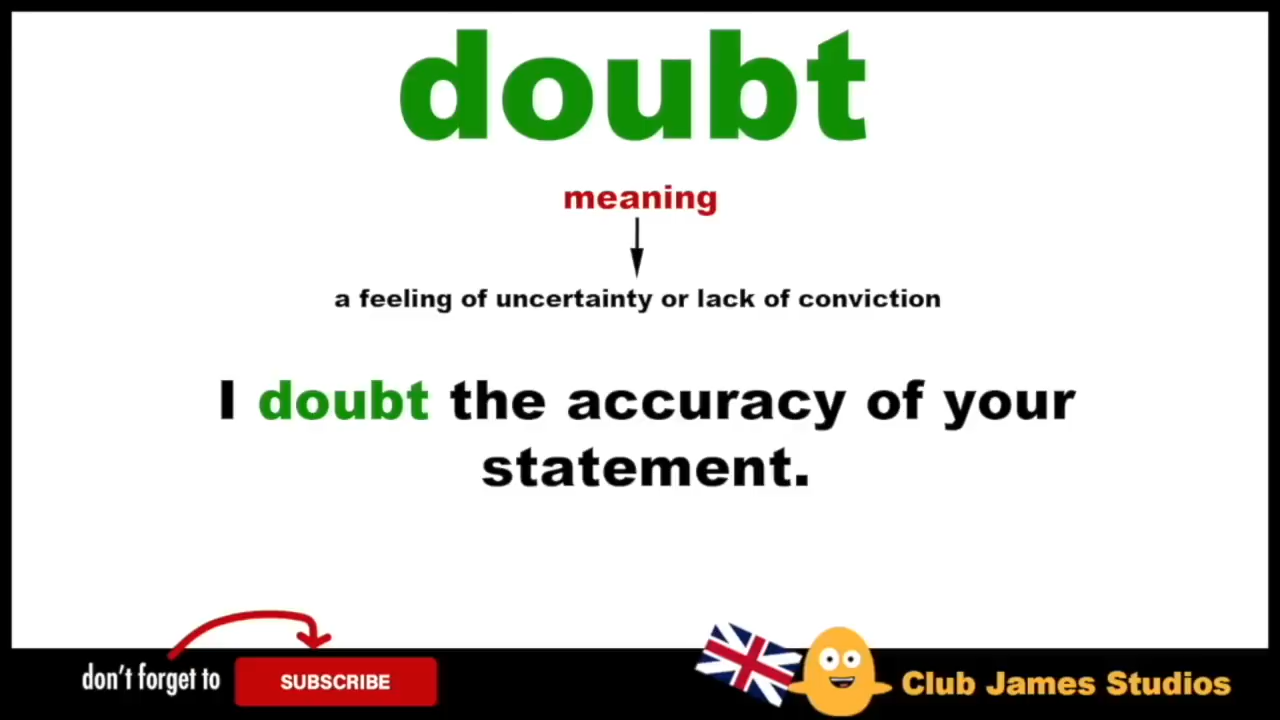 doubt
meaning
a feeling of uncertainty or lack of conviction
I doubt the accuracy of your
statement.
don't forget to
SUBSCRIBE
Club James Studios